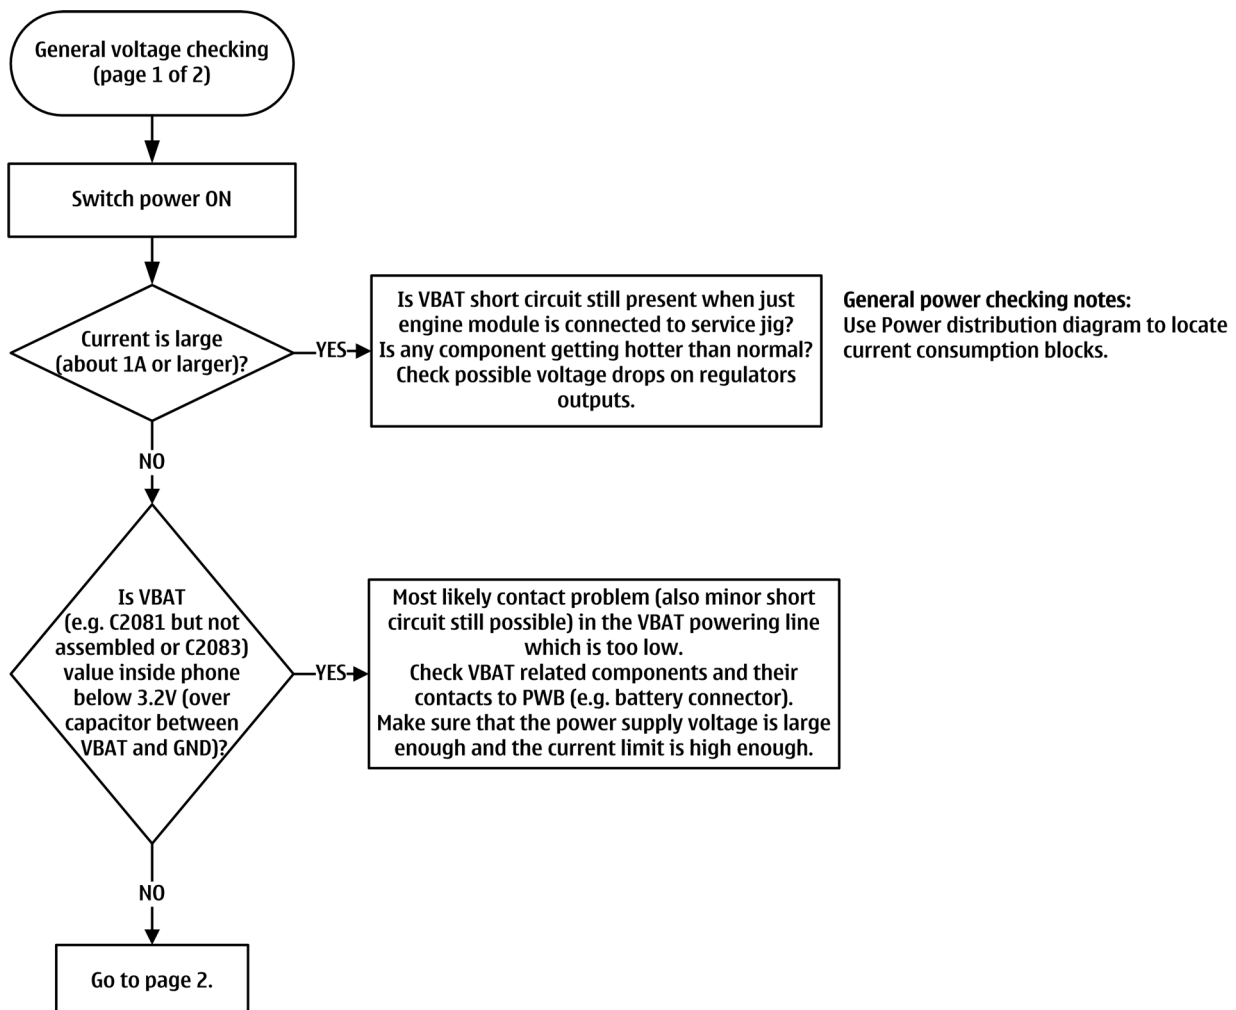 General voltage checking
(page 1 of 2)
Switch power ON
Current is large
(about 1A or larger)?
YES
Is VBAT short circuit still present when just
engine module is connected to service jig?
Is any component getting hotter than normal?
Check possible voltage drops on regulators
outputs.
General power checking notes:
Use Power distribution diagram to locate
current consumption blocks.
NO
Is VBAT
(e.g. C2081 but not
assembled or C2083)
value inside phone
below 3.2V (over
capacitor between
VBAT and GND)?
YES
Most likely contact problem (also minor short
circuit still possible) in the VBAT powering line
which is too low.
Check VBAT related components and their
contacts to PWB (e.g. battery connector).
Make sure that the power supply voltage is large
enough and the current limit is high enough.
NO
Go to page 2.